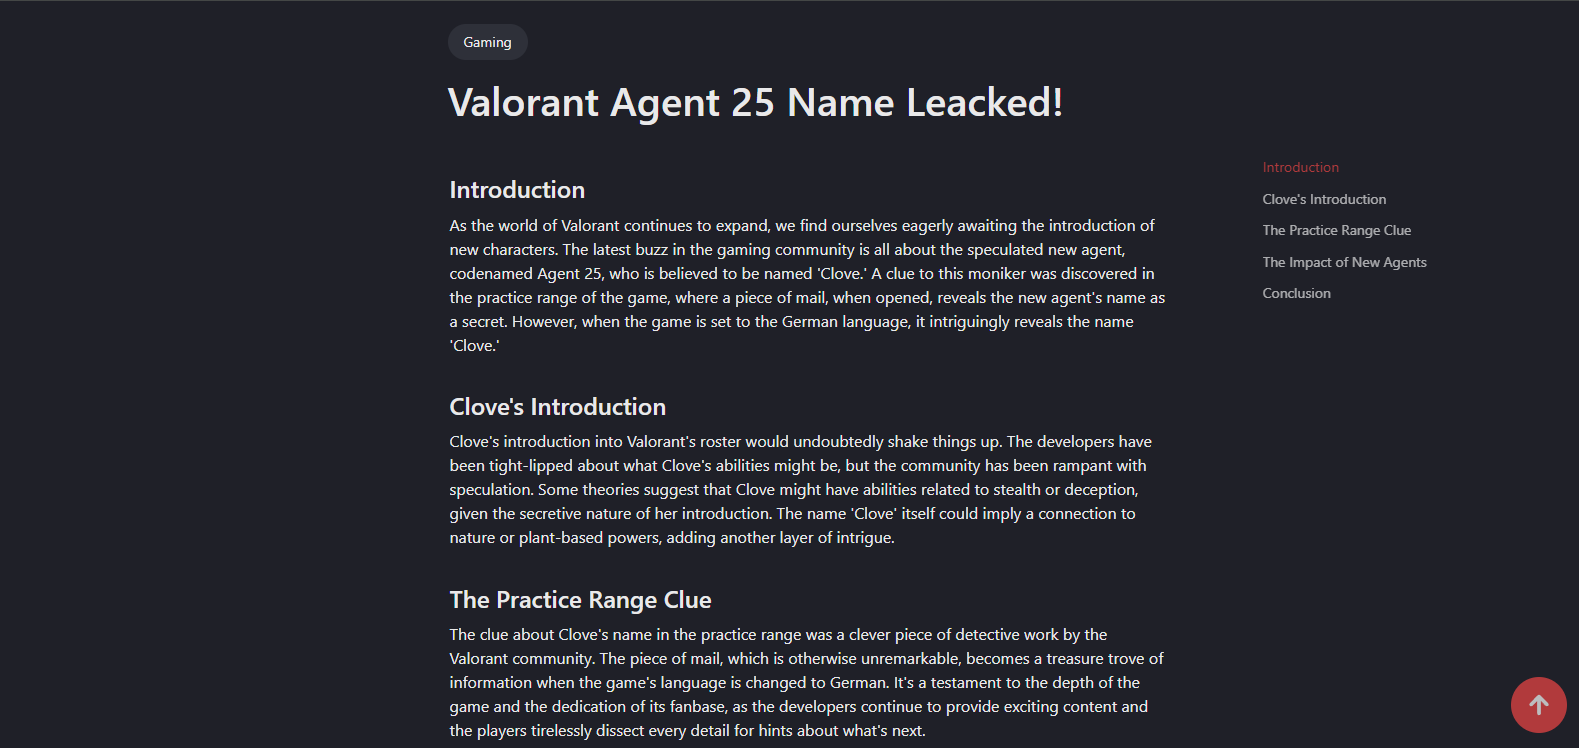 Gaming
Valorant Agent 25 Name Leacked!
Introduction
As the world of Valorant continues to expand, we find ourselves eagerly awaiting the introduction of
new characters. The latest buzz in the gaming community is all about the speculated new agent,
codenamed Agent 25, who is believed to be named 'Clove.' A clue to this moniker was discovered in
the practice range of the game, where a piece of mail, when opened, reveals the new agent's name as
a secret. However, when the game is set to the German language, it intriguingly reveals the name
'Clove.'
Clove's Introduction
Clove's introduction into Valorant's roster would undoubtedly shake things up. The developers have
been tight-lipped about what Clove's abilities might be, but the community has been rampant with
speculation. Some theories suggest that Clove might have abilities related to stealth or deception,
given the secretive nature of her introduction. The name 'Clove' itself could imply a connection to
nature or plant-based powers, adding another layer of intrigue.
The Practice Range Clue
The clue about Clove's name in the practice range was a clever piece of detective work by the
Valorant community. The piece of mail, which is otherwise unremarkable, becomes a treasure trove of
information when the game's language is changed to German. It's a testament to the depth of the
game and the dedication of its fanbase, as the developers continue to provide exciting content and
the players tirelessly dissect every detail for hints about what's next.
Introduction
Clove's Introduction
The Practice Range Clue
The Impact of New Agents
Conclusion